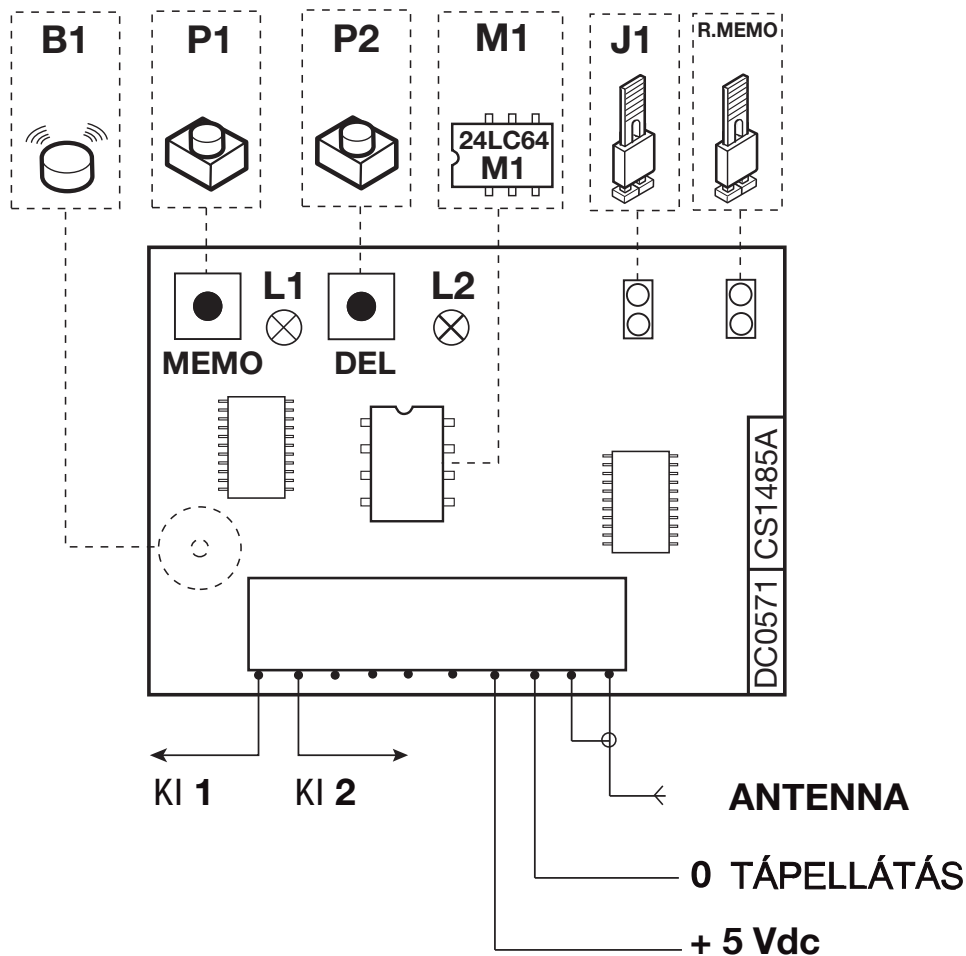 B1
P1
P2
M1
J1
R.MEMO
24LC64
M1
L1
L2
MEMO
DEL
CS1485A
DC0571
KI 1
KI 2
ANTENNA
0 TÁPELLÁTÁS
+ 5 Vdc